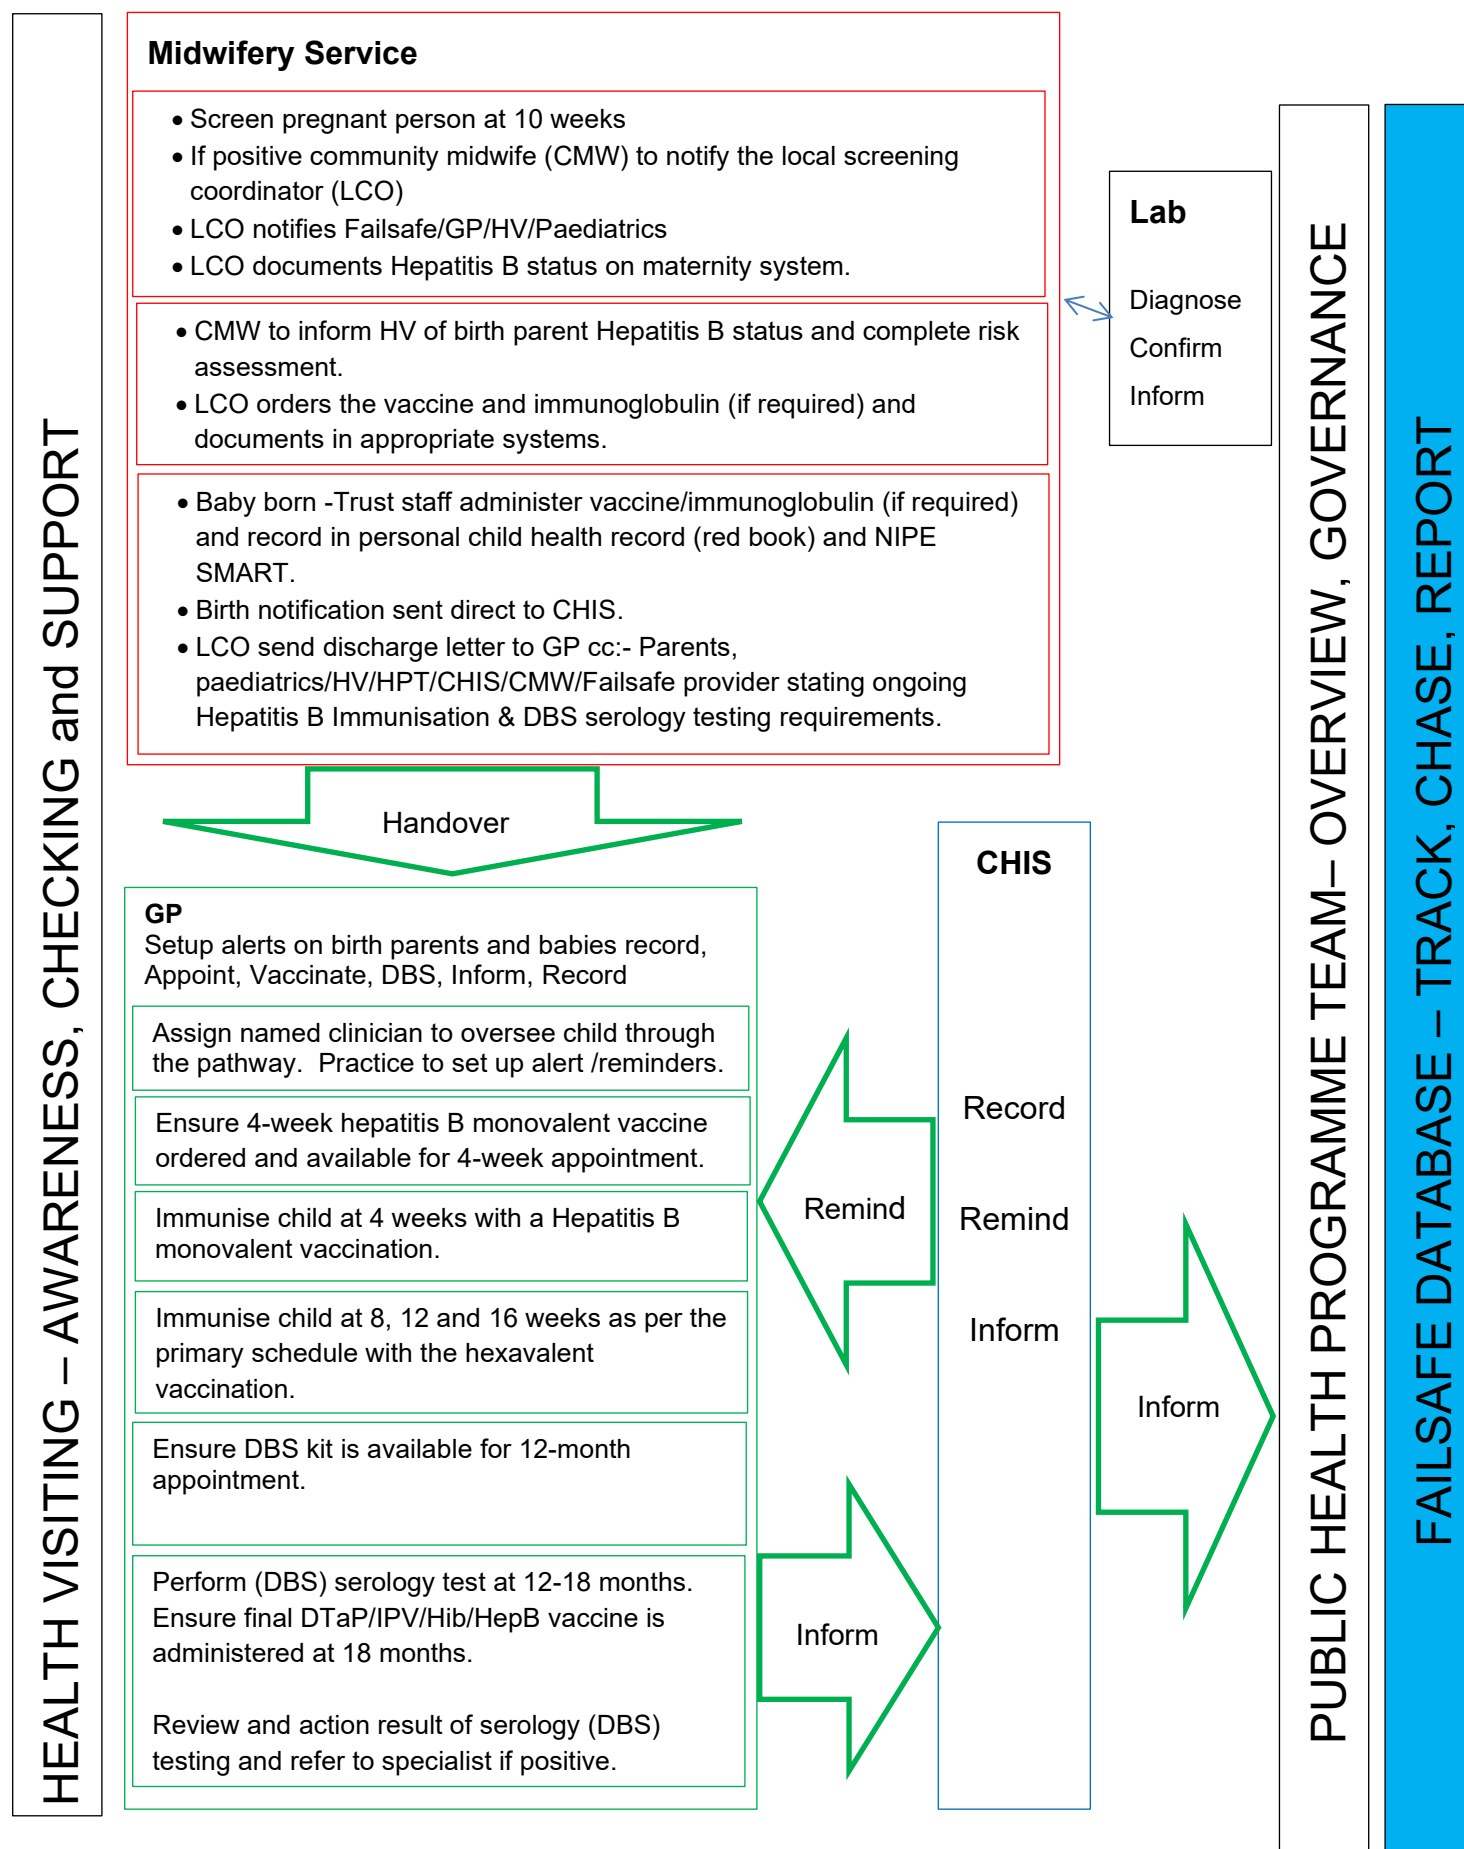 HEALTH VISITING – AWARENESS, CHECKING and SUPPORT
Midwifery Service
• Screen pregnant person at 10 weeks
• If positive community midwife (CMW) to notify the local screening
coordinator (LCO)
• LCO notifies Failsafe/GP/HV/Paediatrics
• LCO documents Hepatitis B status on maternity system.
• CMW to inform HV of birth parent Hepatitis B status and complete risk
assessment.
• LCO orders the vaccine and immunoglobulin (if required) and
documents in appropriate systems.
• Baby born -Trust staff administer vaccine/immunoglobulin (if required)
and record in personal child health record (red book) and NIPE
SMART.
• Birth notification sent direct to CHIS.
• LCO send discharge letter to GP cc:- Parents,
paediatrics/HV/HPT/CHIS/CMW/Failsafe provider stating ongoing
Hepatitis B Immunisation & DBS serology testing requirements.
Lab
Diagnose
Confirm
Inform
Handover
GP
Setup alerts on birth parents and babies record,
Appoint, Vaccinate, DBS, Inform, Record
Assign named clinician to oversee child through
the pathway.  Practice to set up alert /reminders.
Ensure 4-week hepatitis B monovalent vaccine
ordered and available for 4-week appointment.
Immunise child at 4 weeks with a Hepatitis B
monovalent vaccination.
Immunise child at 8, 12 and 16 weeks as per the
primary schedule with the hexavalent
vaccination.
Ensure DBS kit is available for 12-month
appointment.
Perform (DBS) serology test at 12-18 months.
Ensure final DTaP/IPV/Hib/HepB vaccine is
administered at 18 months.
Review and action result of serology (DBS)
testing and refer to specialist if positive.
Remind
Inform
CHIS
Record
Remind
Inform
Inform
PUBLIC HEALTH PROGRAMME TEAM– OVERVIEW, GOVERNANCE
FAILSAFE DATABASE – TRACK, CHASE, REPORT